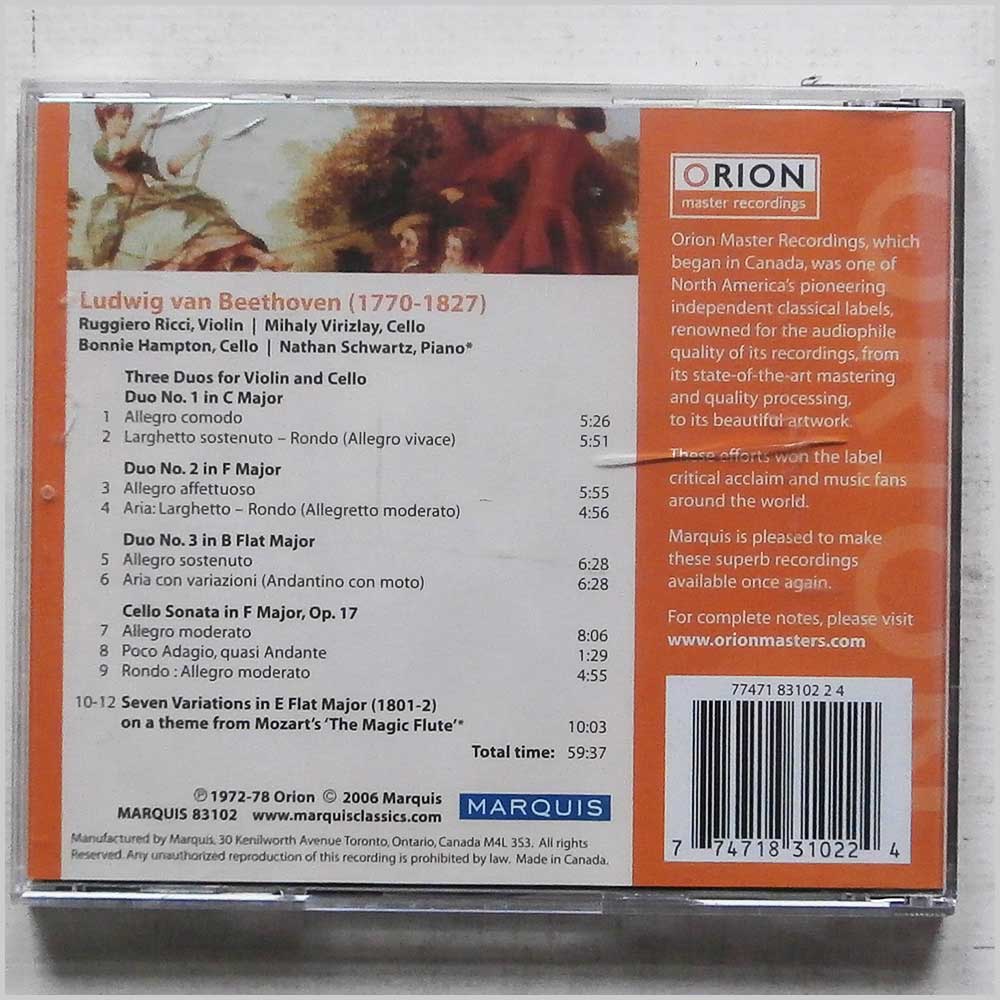 Ludwig van Beethoven (1770-1827)
Ruggiero Ricci, Violin | Mihaly Virizlay, Cello
Bonnie Hampton, Cello | Nathan Schwartz, Piano*
Three Duos for Violin and Cello
Duo No. 1 in C Major
1 Allegro comodo 5:26
2 Larghetto sostenuto – Rondo (Allegro vivace) 5:51
Duo No. 2 in F Major
3 Allegro affettuoso 5:55
4 Aria: Larghetto – Rondo (Allegretto moderato) 4:56
Duo No. 3 in B Flat Major
5 Allegro sostenuto 6:28
6 Aria con variazioni (Andantino con moto) 6:28
Cello Sonata in F Major, Op. 17
7 Allegro moderato 8:06
8 Poco Adagio, quasi Andante 1:29
9 Rondo : Allegro moderato 4:55
10-12 Seven Variations in E Flat Major (1801-2)
on a theme from Mozart's 'The Magic Flute'* 10:03
Total time: 59:37
℗ 1972-78 Orion © 2006 Marquis
MARQUIS 83102 www.marquisclassics.com
MARQUIS
Manufactured by Marquis, 30 Kenilworth Avenue Toronto, Ontario, Canada M4L 3S3. All rights
Reserved. Any unauthorized reproduction of this recording is prohibited by law. Made in Canada.
ORION
master recordings
Orion Master Recordings, which
began in Canada, was one of
North America's pioneering
independent classical labels,
renowned for the audiophile
quality of its recordings, from
its state-of-the-art mastering
and quality processing,
to its beautiful artwork.
These efforts won the label
critical acclaim and music fans
around the world.
Marquis is pleased to make
these superb recordings
available once again.
For complete notes, please visit
www.orionmasters.com
77471 83102 2 4
7 74718 31022 4